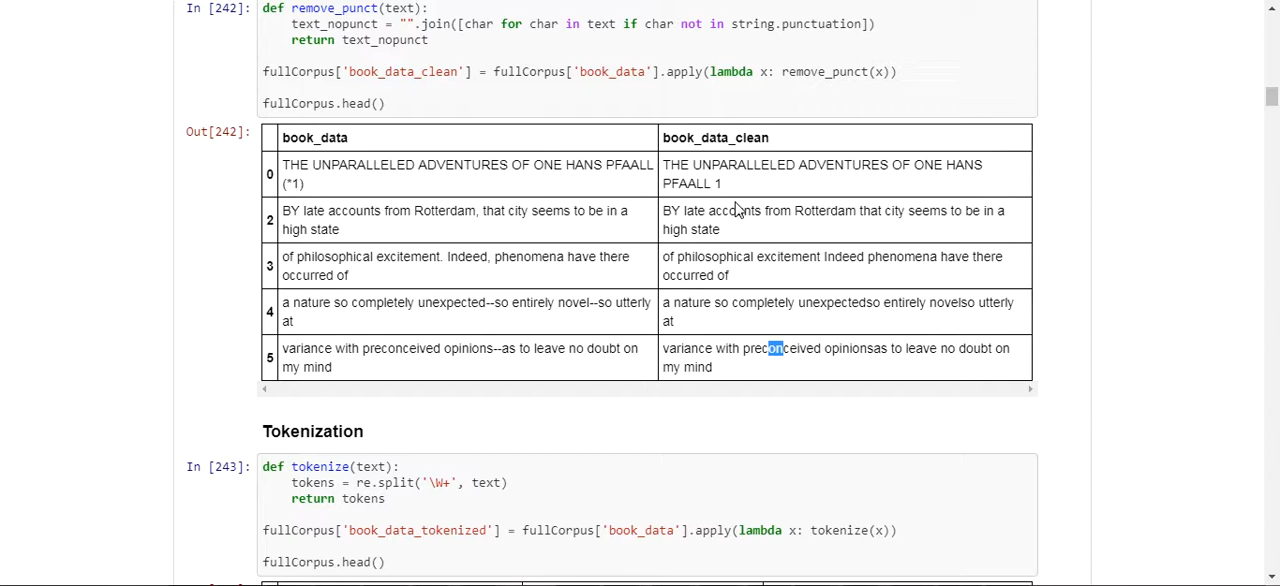 In [242]: def remove_punct(text):
text_nopunct = "".join([char for char in text if char not in string.punctuation])
return text_nopunct
fullCorpus['book_data_clean'] = fullCorpus['book_data'].apply(lambda x: remove_punct(x))
fullCorpus.head()
Out[242]:
book_data book_data_clean
0 THE UNPARALLELED ADVENTURES OF ONE HANS PFAALL THE UNPARALLELED ADVENTURES OF ONE HANS
(*1) PFAALL 1
2 BY late accounts from Rotterdam, that city seems to be in a BY late accounts from Rotterdam that city seems to be in a
high state high state
3 of philosophical excitement. Indeed, phenomena have there of philosophical excitement Indeed phenomena have there
occurred of occurred of
4 a nature so completely unexpected--so entirely novel--so utterly a nature so completely unexpectedso entirely novelso utterly
at at
5 variance with preconceived opinions--as to leave no doubt on variance with preconceived opinionsas to leave no doubt on
my mind my mind
Tokenization
In [243]: def tokenize(text):
tokens = re.split('\W+', text)
return tokens
fullCorpus['book_data_tokenized'] = fullCorpus['book_data'].apply(lambda x: tokenize(x))
fullCorpus.head()